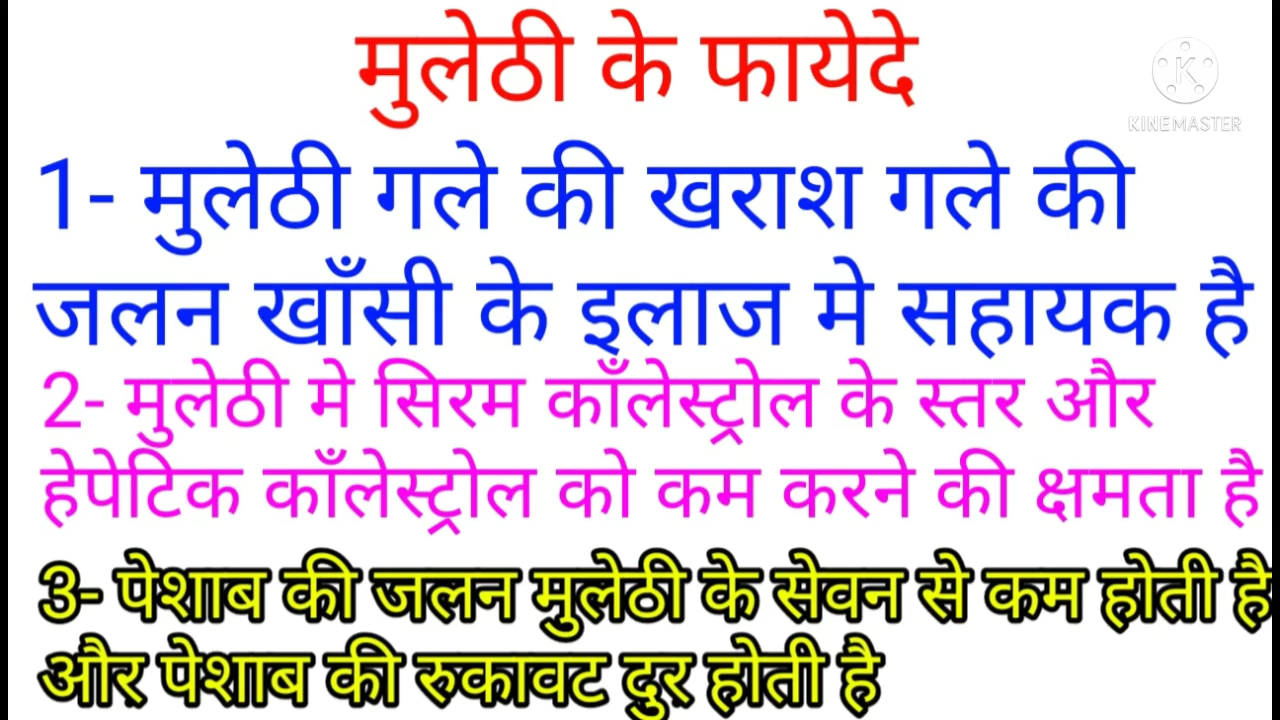 मुलेठी के फायेदे
KINEMASTER
1- मुलेठी गले की खराश गले की
जलन खाँसी के इलाज मे सहायक है
2- मुलेठी मे सिरम काँलेस्ट्रोल के स्तर और
हेपेटिक काँलेस्ट्रोल को कम करने की क्षमता है
3- पेशाब की जलन मुलेठी के सेवन से कम होती है
और पेशाब की रुकावट दुर होती है